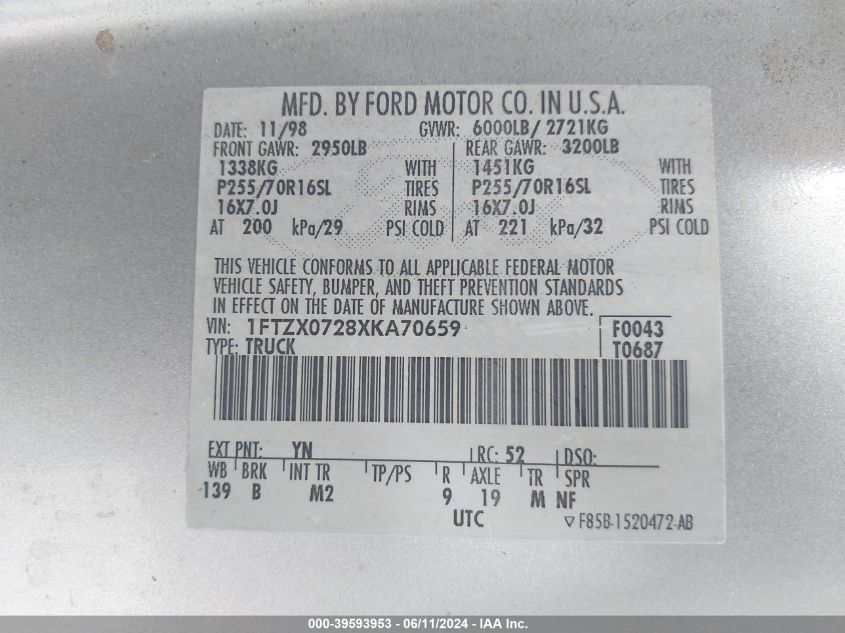 MFD. BY FORD MOTOR CO. IN U.S.A.
DATE: 11/98 GVWR: 6000LB/ 2721KG
FRONT GAWR: 2950LB REAR GAWR: 3200LB
1338KG WITH 1451KG WITH
P255/70R16SL TIRES P255/70R16SL TIRES
16X7.0J RIMS 16X7.0J RIMS
AT 200 kPa/29 PSI COLD AT 221 kPa/32 PSI COLD
THIS VEHICLE CONFORMS TO ALL APPLICABLE FEDERAL MOTOR
VEHICLE SAFETY, BUMPER, AND THEFT PREVENTION STANDARDS
IN EFFECT ON THE DATE OF MANUFACTURE SHOWN ABOVE.
VIN: 1FTZX0728XKA70659 F0043
TYPE: TRUCK T0687
EXT PNT: YN RC: 52 DSO:
WB BRK INT TR TP/PS R AXLE TR SPR
139 B M2 9 19 M NF
UTC ▽ F85B-1520472-AB
000-39593953 - 06/11/2024 - IAA Inc.